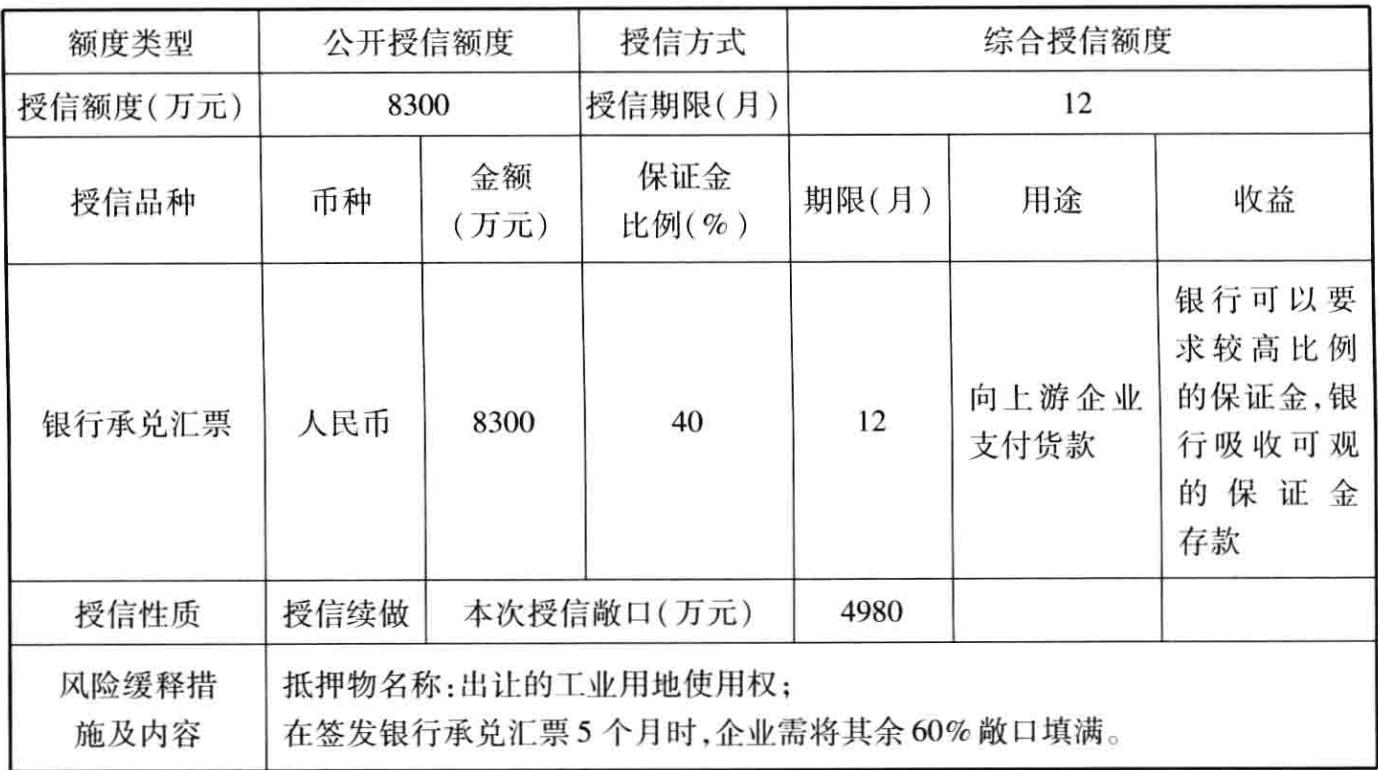 额度类型 公开授信额度 授信方式 综合授信额度
授信额度(万元) 8300 授信期限(月) 12
授信品种 币种 金额(万元) 保证金比例(%) 期限(月) 用途 收益
银行承兑汇票 人民币 8300 40 12 向上游企业支付货款 银行可以要求较高比例的保证金,银行吸收可观的保证金存款
授信性质 授信续做 本次授信敞口(万元) 4980
风险缓释措施及内容
抵押物名称:出让的工业用地使用权;
在签发银行承兑汇票5个月时,企业需将其余60%敞口填满。